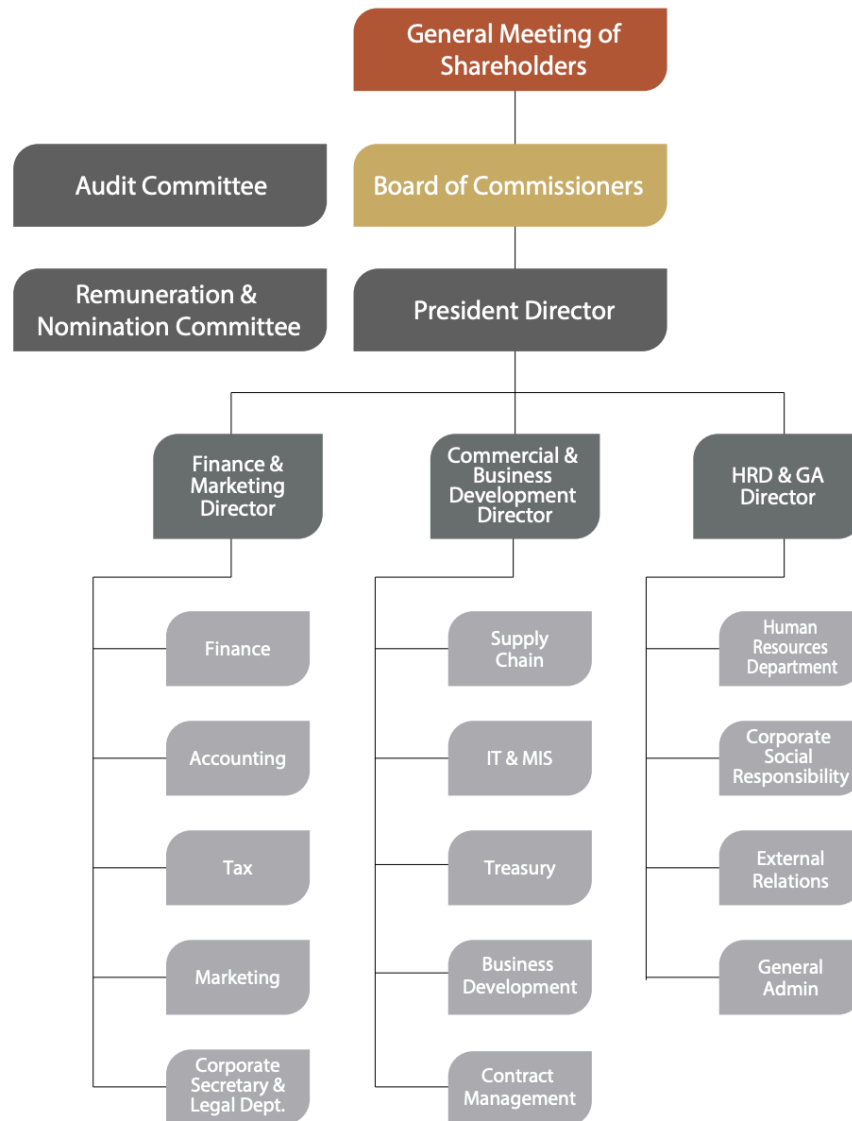 General Meeting of
Shareholders
Audit Committee
Board of Commissioners
Remuneration &
Nomination Committee
President Director
Finance &
Marketing
Director
Commercial &
Business
Development
Director
HRD & GA
Director
Finance
Supply
Chain
Human
Resources
Department
Accounting
IT & MIS
Corporate
Social
Responsibility
Tax
Treasury
External
Relations
Marketing
Business
Development
General
Admin
Corporate
Secretary &
Legal Dept.
Contract
Management